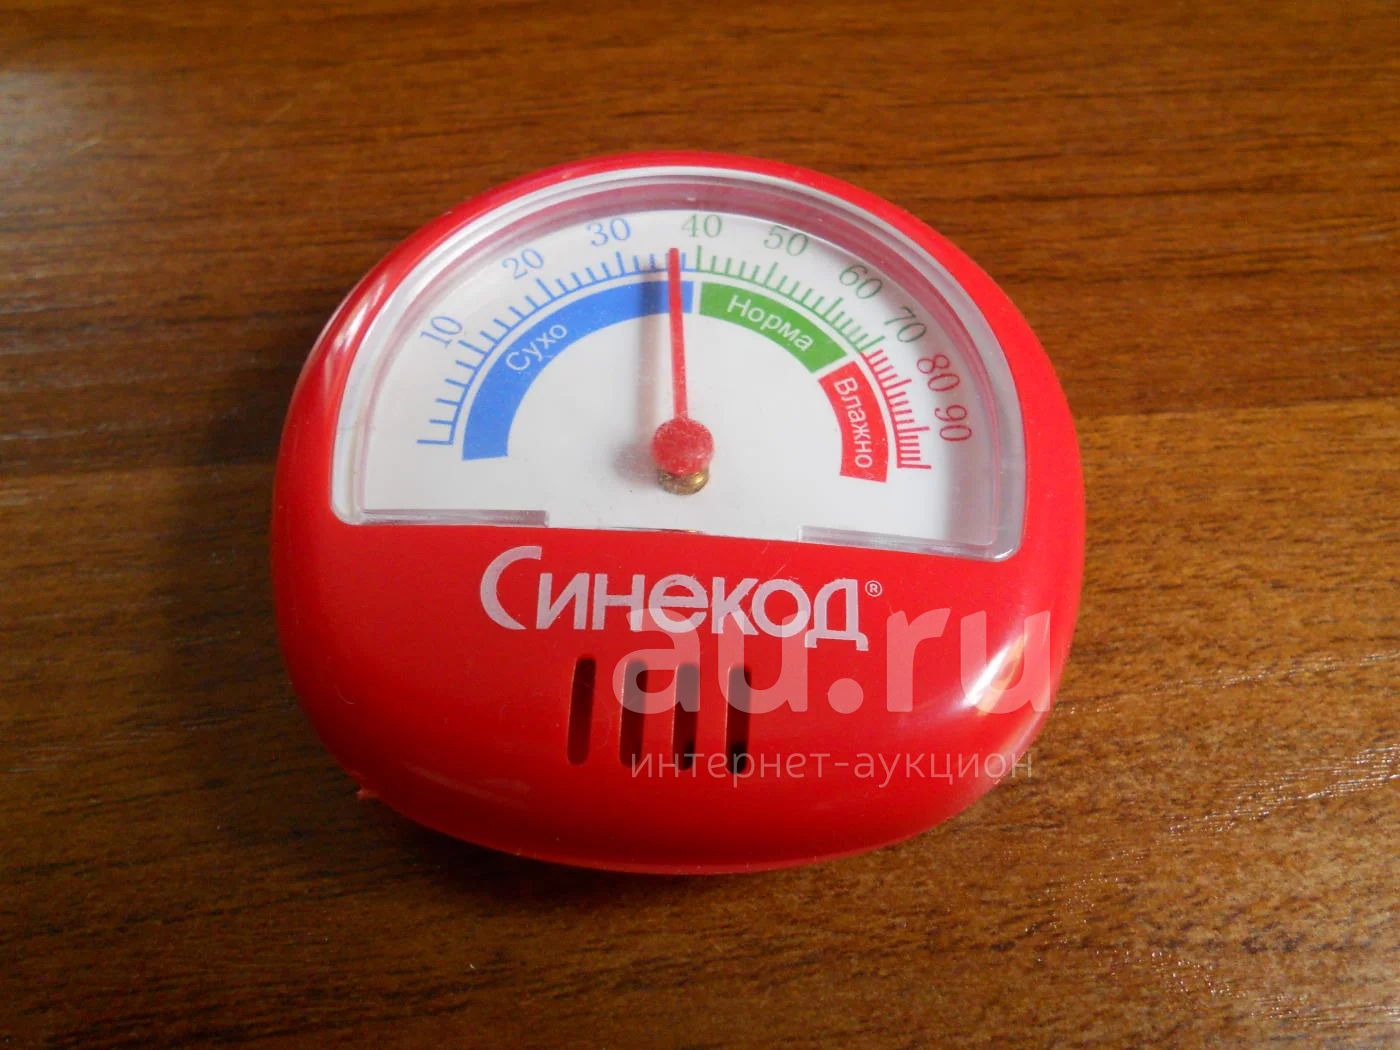 10 20 30 40 50 60 70 80 90
Сухо Норма Влажно
Синекод®
au.ru
интернет-аукцион